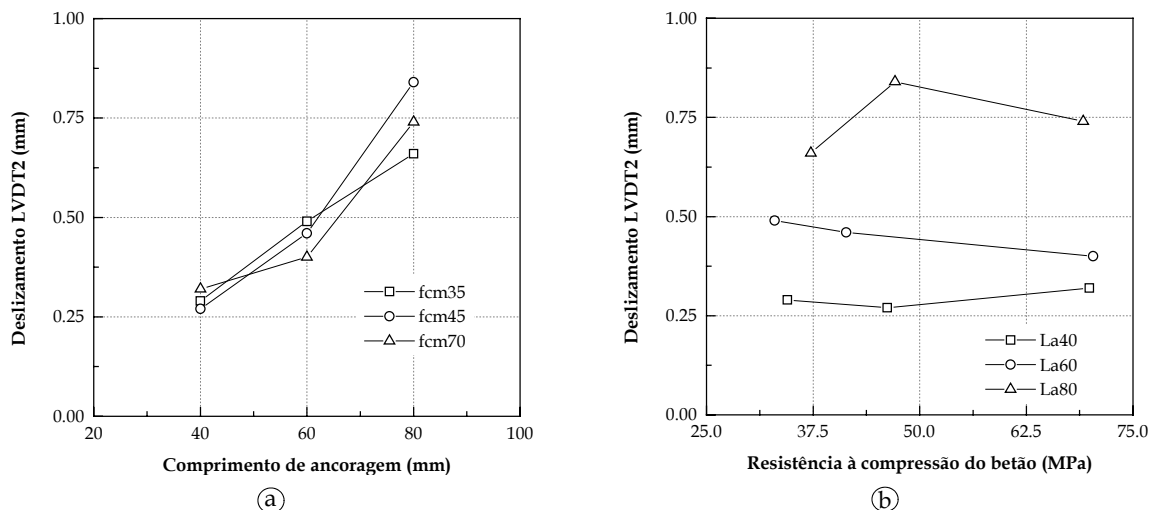 1.00
0.75
0.50
0.25
0.00
Deslizamento LVDT2 (mm)
fcm35
fcm45
fcm70
20 40 60 80 100
Comprimento de ancoragem (mm)
a
1.00
0.75
0.50
0.25
0.00
Deslizamento LVDT2 (mm)
La40
La60
La80
25.0 37.5 50.0 62.5 75.0
Resistência à compressão do betão (MPa)
b